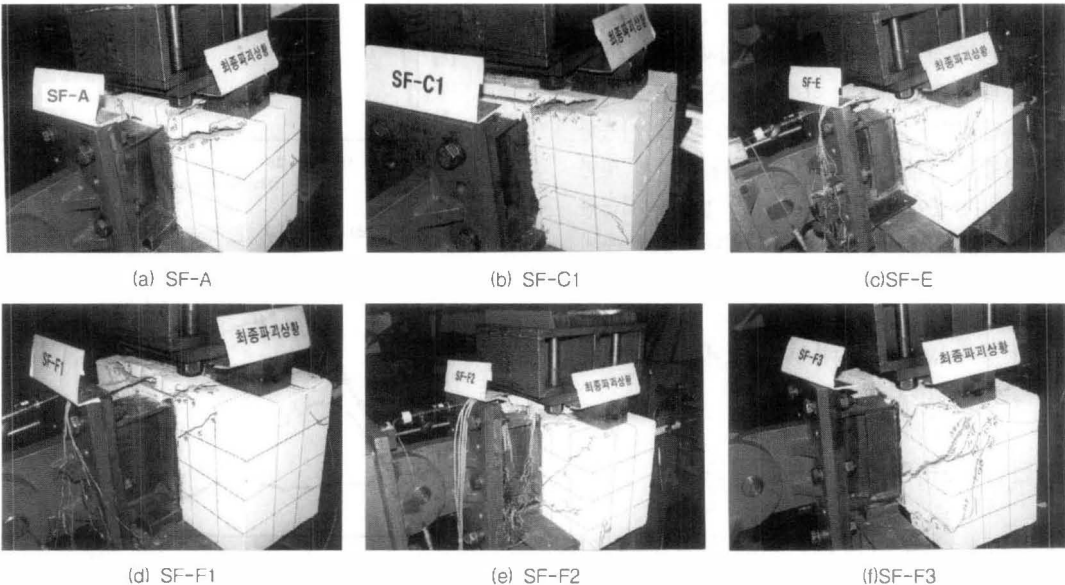 SF-A
최종파괴상황
SF-C1
최종파괴상황
SF-E
최종파괴상황
(a) SF-A
(b) SF-C1
(c)SF-E
SF-F1
최종파괴상황
SF-F2
최종파괴상황
SF-F3
최종파괴상황
(d) SF-F1
(e) SF-F2
(f)SF-F3